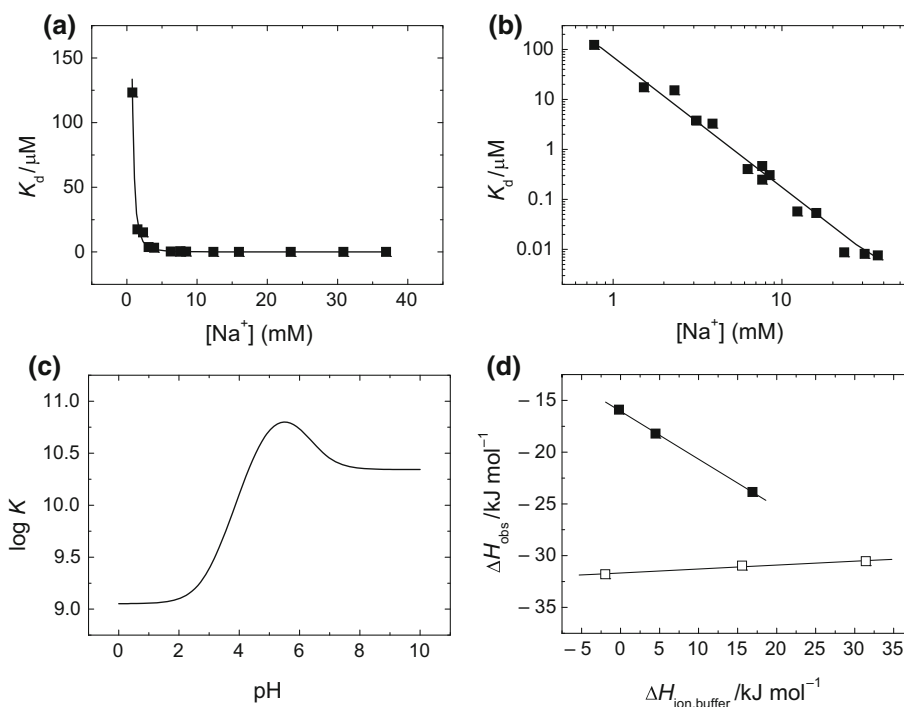 (a)
150
125
100
50
0
0 10 20 30 40
K_d/μM
[Na⁺] (mM)
(b)
100
10
1
0.1
0.01
1 10
K_d/μM
[Na⁺] (mM)
(c)
11.0
10.5
10.0
9.5
9.0
0 2 4 6 8 10
log K
pH
(d)
−15
−20
−25
−30
−35
−5 0 5 10 15 20 25 30 35
ΔH_obs/kJ mol⁻¹
ΔH_ion,buffer/kJ mol⁻¹